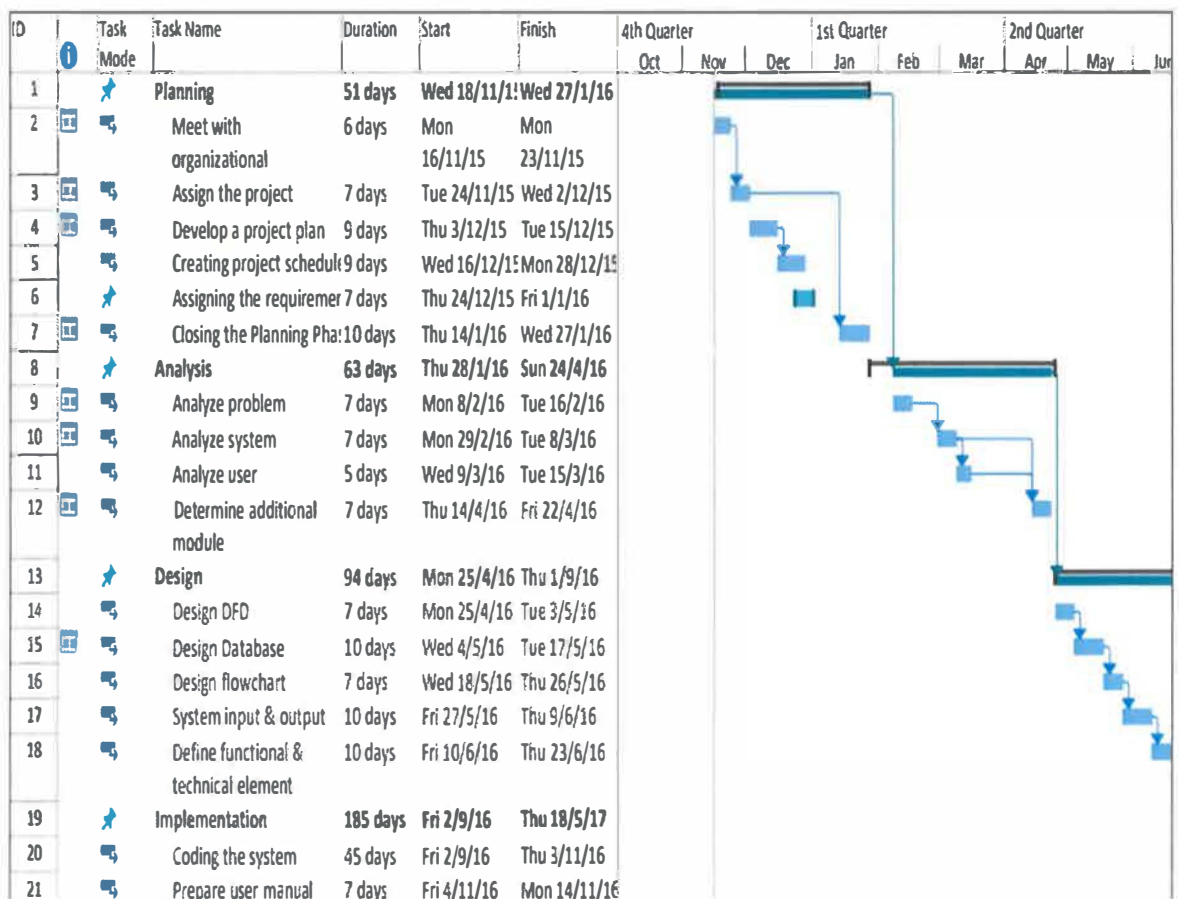 ID Task Task Name Duration Start Finish 4th Quarter 1st Quarter 2nd Quarter
Mode Oct Nov Dec Jan Feb Mar Apr May Jun
1 Planning 51 days Wed 18/11/15 Wed 27/1/16
2 Meet with 6 days Mon Mon
organizational 16/11/15 23/11/15
3 Assign the project 7 days Tue 24/11/15 Wed 2/12/15
4 Develop a project plan 9 days Thu 3/12/15 Tue 15/12/15
5 Creating project schedule 9 days Wed 16/12/15 Mon 28/12/15
6 Assigning the requiremer 7 days Thu 24/12/15 Fri 1/1/16
7 Closing the Planning Pha: 10 days Thu 14/1/16 Wed 27/1/16
8 Analysis 63 days Thu 28/1/16 Sun 24/4/16
9 Analyze problem 7 days Mon 8/2/16 Tue 16/2/16
10 Analyze system 7 days Mon 29/2/16 Tue 8/3/16
11 Analyze user 5 days Wed 9/3/16 Tue 15/3/16
12 Determine additional 7 days Thu 14/4/16 Fri 22/4/16
module
13 Design 94 days Mon 25/4/16 Thu 1/9/16
14 Design DFD 7 days Mon 25/4/16 Tue 3/5/16
15 Design Database 10 days Wed 4/5/16 Tue 17/5/16
16 Design flowchart 7 days Wed 18/5/16 Thu 26/5/16
17 System input & output 10 days Fri 27/5/16 Thu 9/6/16
18 Define functional & 10 days Fri 10/6/16 Thu 23/6/16
technical element
19 Implementation 185 days Fri 2/9/16 Thu 18/5/17
20 Coding the system 45 days Fri 2/9/16 Thu 3/11/16
21 Prepare user manual 7 days Fri 4/11/16 Mon 14/11/16